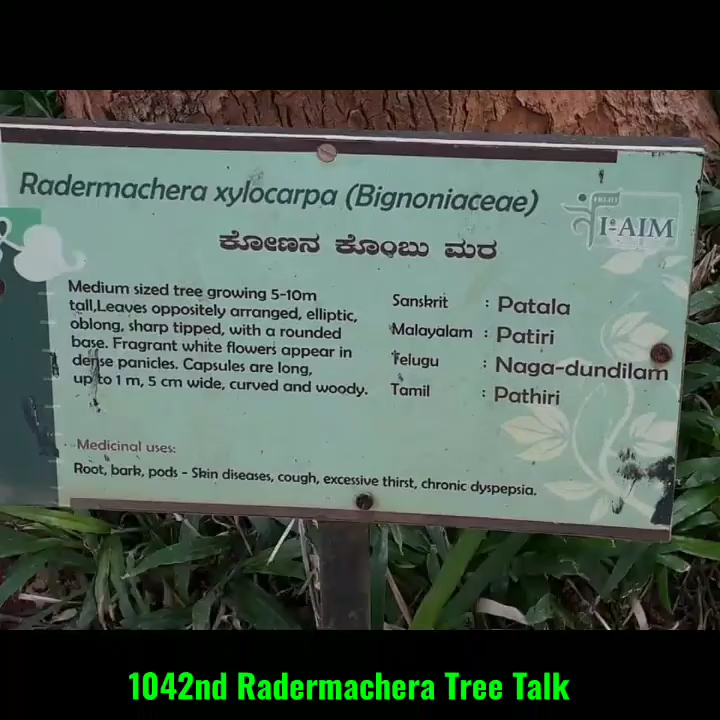 Radermachera xylocarpa (Bignoniaceae)
ಕೋಣನ ಕೊಂಬು ಮರ
I-AIM
Medium sized tree growing 5-10m
tall,Leaves oppositely arranged, elliptic,
oblong, sharp tipped, with a rounded
base. Fragrant white flowers appear in
dense panicles. Capsules are long,
up to 1 m, 5 cm wide, curved and woody.
Sanskrit : Patala
Malayalam : Patiri
Telugu : Naga-dundilam
Tamil : Pathiri
Medicinal uses:
Root, bark, pods - Skin diseases, cough, excessive thirst, chronic dyspepsia.
1042nd Radermachera Tree Talk